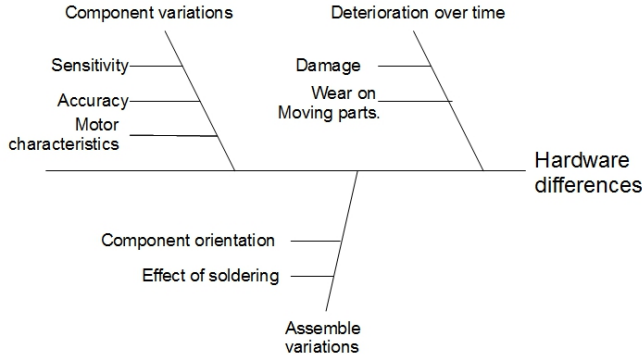 Component variations
Deterioration over time
Sensitivity
Accuracy
Motor
characteristics
Damage
Wear on
Moving parts.
Hardware
differences
Component orientation
Effect of soldering
Assemble
variations